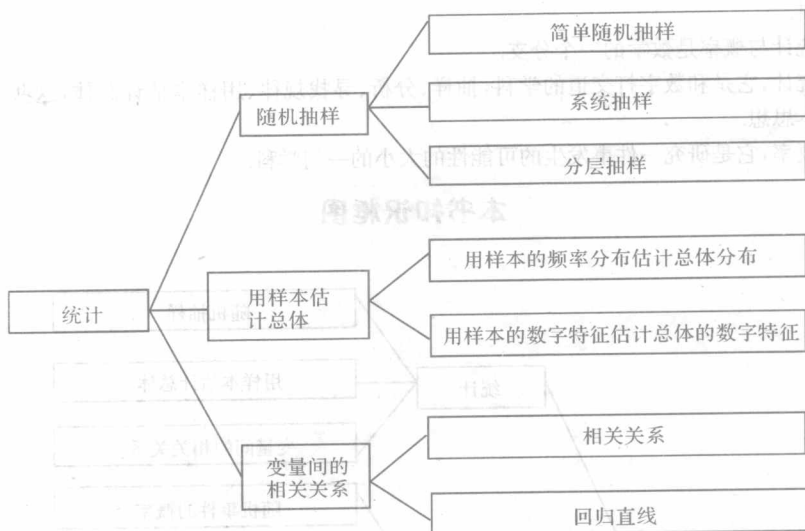 简单随机抽样
随机抽样
系统抽样
分层抽样
用样本的频率分布估计总体分布
统计
用样本估
计总体
用样本的数字特征估计总体的数字特征
相关关系
变量间的
相关关系
回归直线